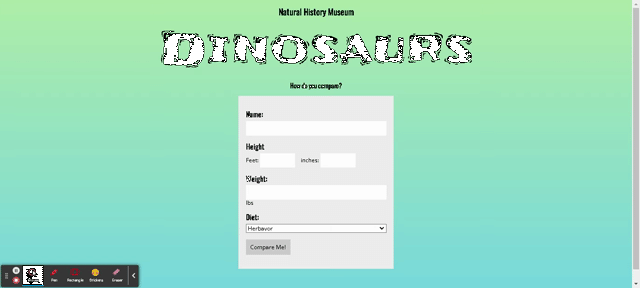 Natural History Museum
DINOSAURS
How do you compare?
Name:
Height
Feet: inches:
Weight:
lbs
Diet:
Herbavor
Compare Me!
Pen Rectangle Stickers Eraser